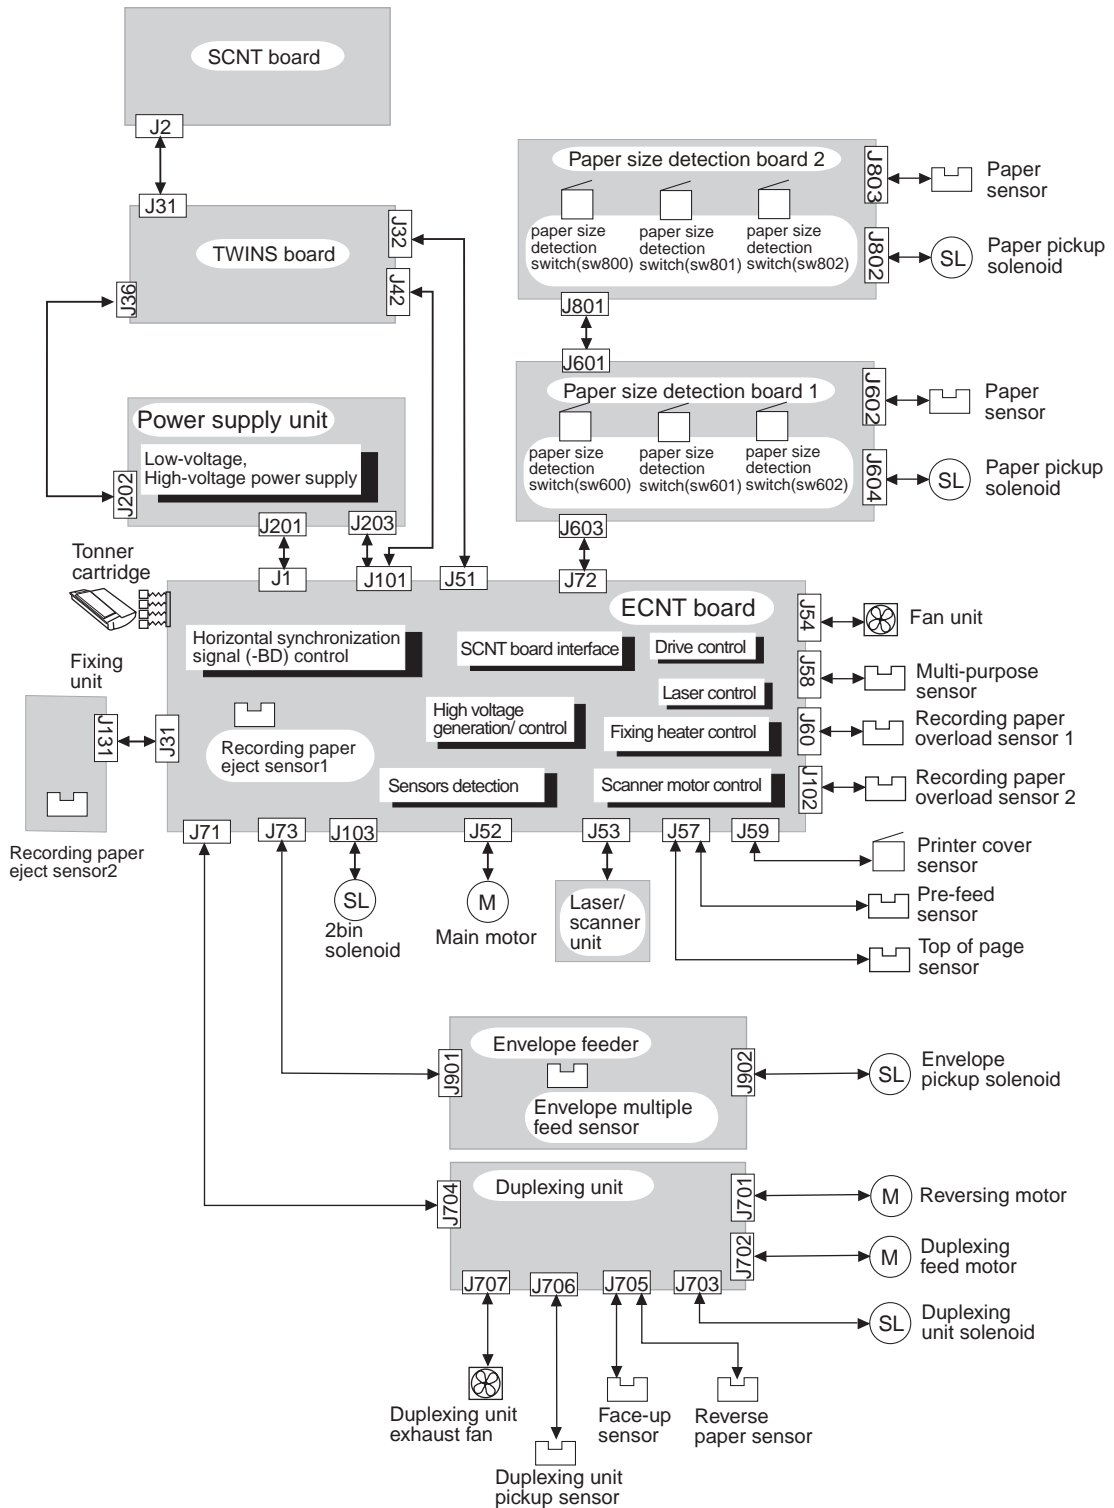 SCNT board
J2
J31
TWINS board
J32
J42
J36
Power supply unit
Low-voltage,
High-voltage power supply
J202
J201
J203
Paper size detection board 2
paper size
detection
switch(sw800)
paper size
detection
switch(sw801)
paper size
detection
switch(sw802)
J803
Paper
sensor
J802
SL
Paper pickup
solenoid
J801
J601
Paper size detection board 1
paper size
detection
switch(sw600)
paper size
detection
switch(sw601)
paper size
detection
switch(sw602)
J602
Paper
sensor
J604
SL
Paper pickup
solenoid
J603
Tonner
cartridge
J1
J101
J51
J72
ECNT board
Horizontal synchronization
signal (-BD) control
SCNT board interface
Drive control
Laser control
High voltage
generation/ control
Fixing heater control
Recording paper
eject sensor1
Sensors detection
Scanner motor control
J54
Fan unit
J58
Multi-purpose
sensor
J60
Recording paper
overload sensor 1
J102
Recording paper
overload sensor 2
Fixing
unit
J131
J31
Recording paper
eject sensor2
J71
J73
J103
J52
J53
J57
J59
SL
2bin
solenoid
M
Main motor
Laser/
scanner
unit
Printer cover
sensor
Pre-feed
sensor
Top of page
sensor
Envelope feeder
J901
J902
Envelope multiple
feed sensor
SL
Envelope
pickup solenoid
Duplexing unit
J704
J701
M
Reversing motor
J702
M
Duplexing
feed motor
J707
J706
J705
J703
SL
Duplexing
unit solenoid
Duplexing unit
exhaust fan
Face-up
sensor
Reverse
paper sensor
Duplexing unit
pickup sensor